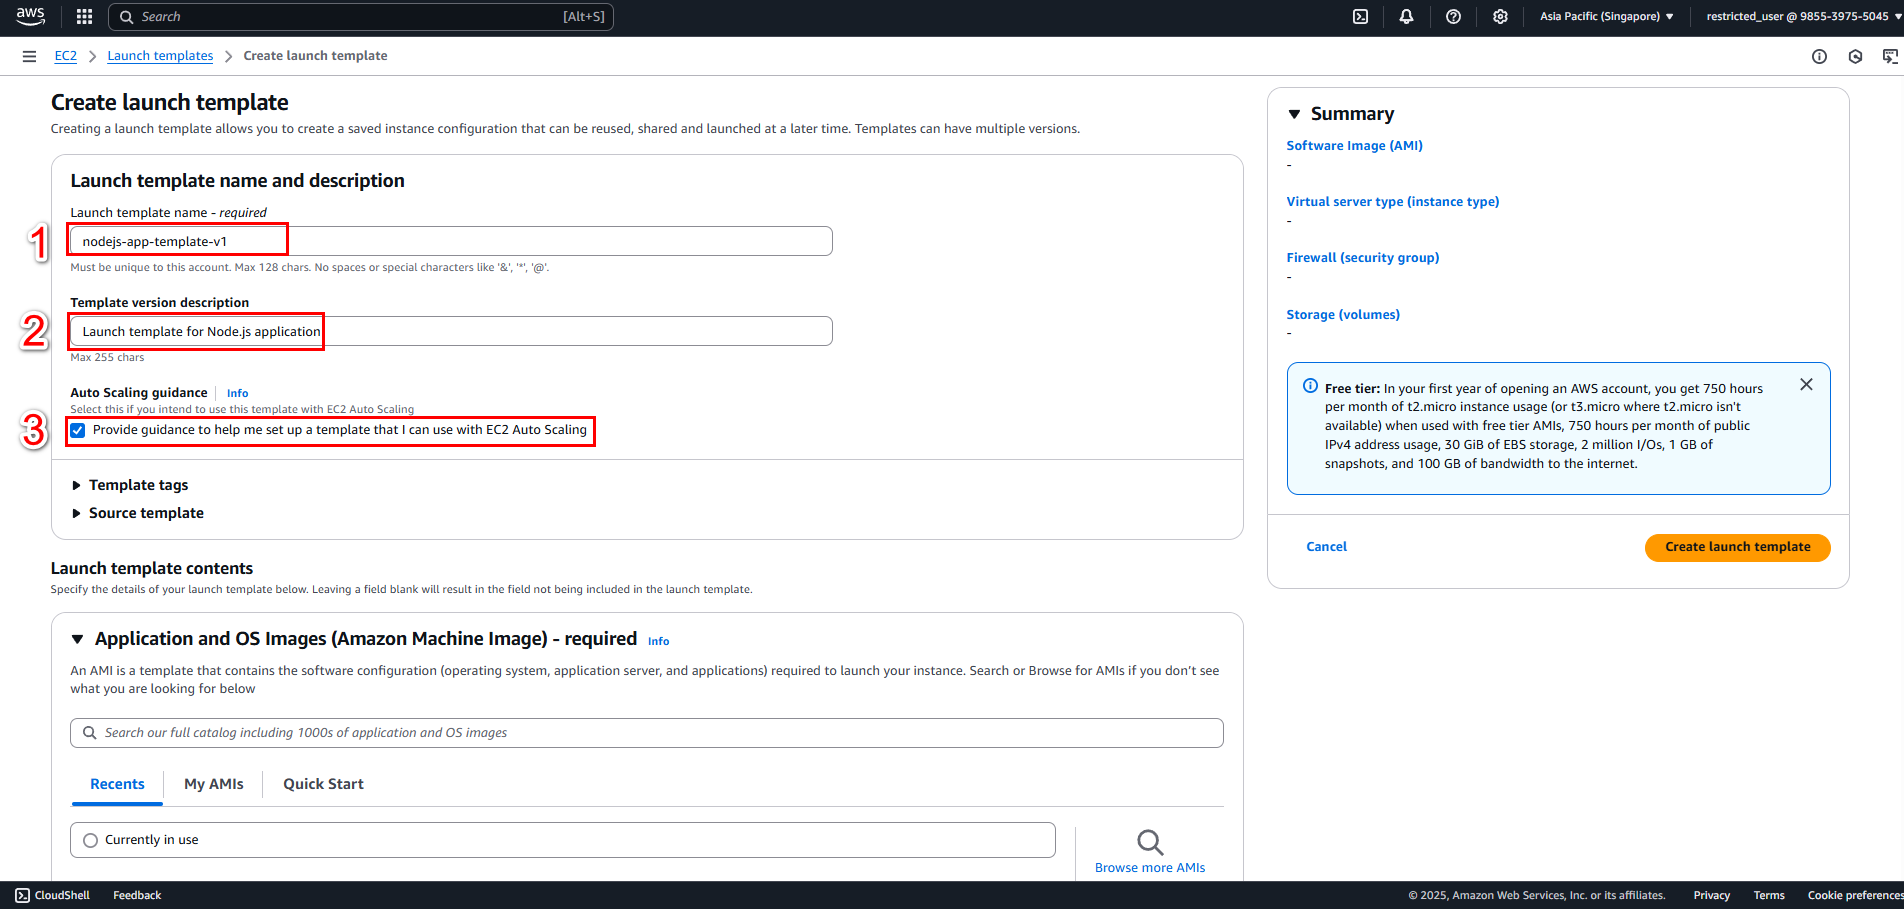 aws
Search
[Alt+S]
Asia Pacific (Singapore)
restricted_user @ 9855-3975-5045
EC2
Launch templates
Create launch template
Create launch template
Creating a launch template allows you to create a saved instance configuration that can be reused, shared and launched at a later time. Templates can have multiple versions.
Launch template name and description
Launch template name - required
1
nodejs-app-template-v1
Must be unique to this account. Max 128 chars. No spaces or special characters like '&', '*', '@'.
Template version description
2
Launch template for Node.js application
Max 255 chars
Auto Scaling guidance
Info
Select this if you intend to use this template with EC2 Auto Scaling
3
Provide guidance to help me set up a template that I can use with EC2 Auto Scaling
Template tags
Source template
Launch template contents
Specify the details of your launch template below. Leaving a field blank will result in the field not being included in the launch template.
Application and OS Images (Amazon Machine Image) - required
Info
An AMI is a template that contains the software configuration (operating system, application server, and applications) required to launch your instance. Search or Browse for AMIs if you don't see
what you are looking for below
Search our full catalog including 1000s of application and OS images
Recents
My AMIs
Quick Start
Currently in use
Browse more AMIs
Summary
Software Image (AMI)
-
Virtual server type (instance type)
-
Firewall (security group)
-
Storage (volumes)
-
Free tier: In your first year of opening an AWS account, you get 750 hours
per month of t2.micro instance usage (or t3.micro where t2.micro isn't
available) when used with free tier AMIs, 750 hours per month of public
IPv4 address usage, 30 GiB of EBS storage, 2 million I/Os, 1 GB of
snapshots, and 100 GB of bandwidth to the internet.
Cancel
Create launch template
CloudShell
Feedback
© 2025, Amazon Web Services, Inc. or its affiliates.
Privacy
Terms
Cookie preferences